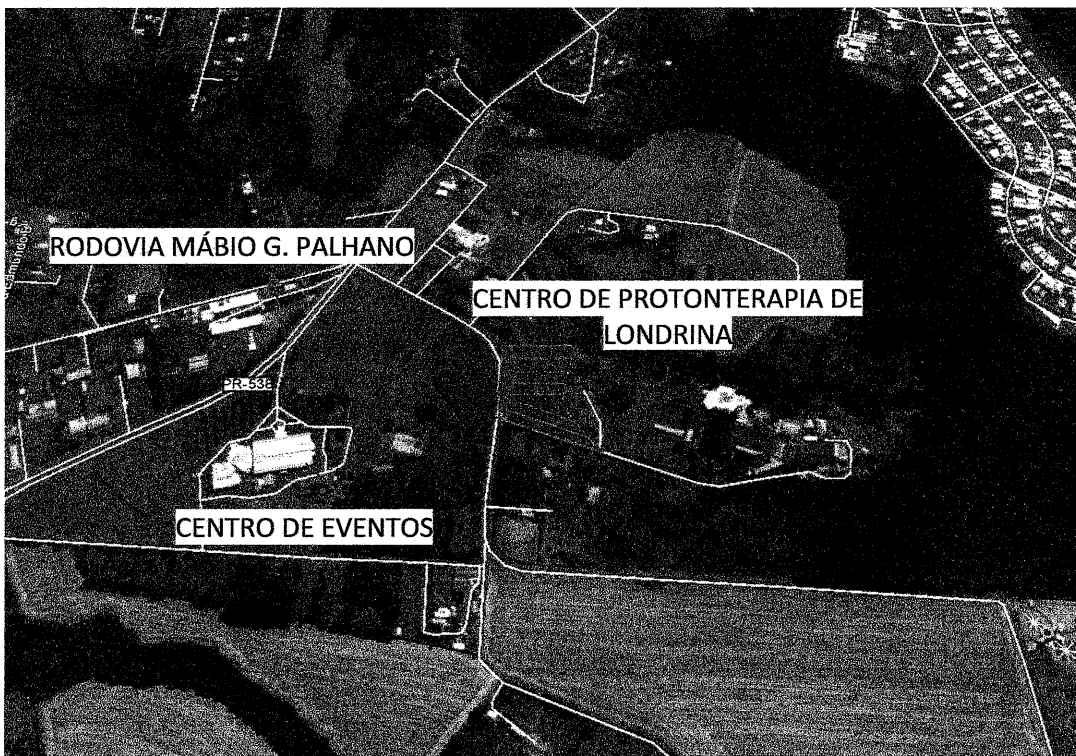 RODOVIA MÁBIO G. PALHANO
CENTRO DE PROTONTERAPIA DE
LONDRINA
PR-538
CENTRO DE EVENTOS